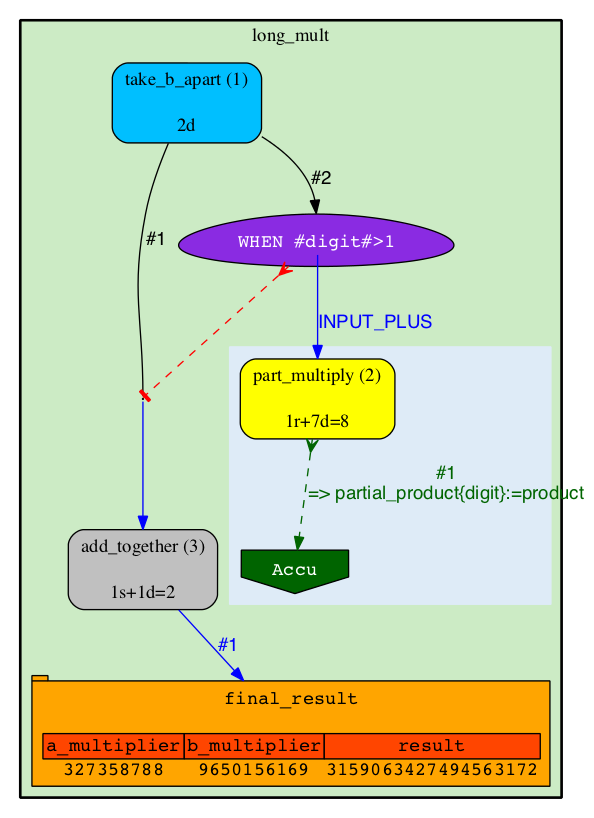 long_mult
take_b_apart (1)
2d
#2
#1
WHEN #digit#>1
INPUT_PLUS
part_multiply (2)
1r+7d=8
#1
=> partial_product{digit}:=product
add_together (3)
1s+1d=2
Accu
#1
final_result
a_multiplier b_multiplier result
327358788 9650156169 3159063427494563172